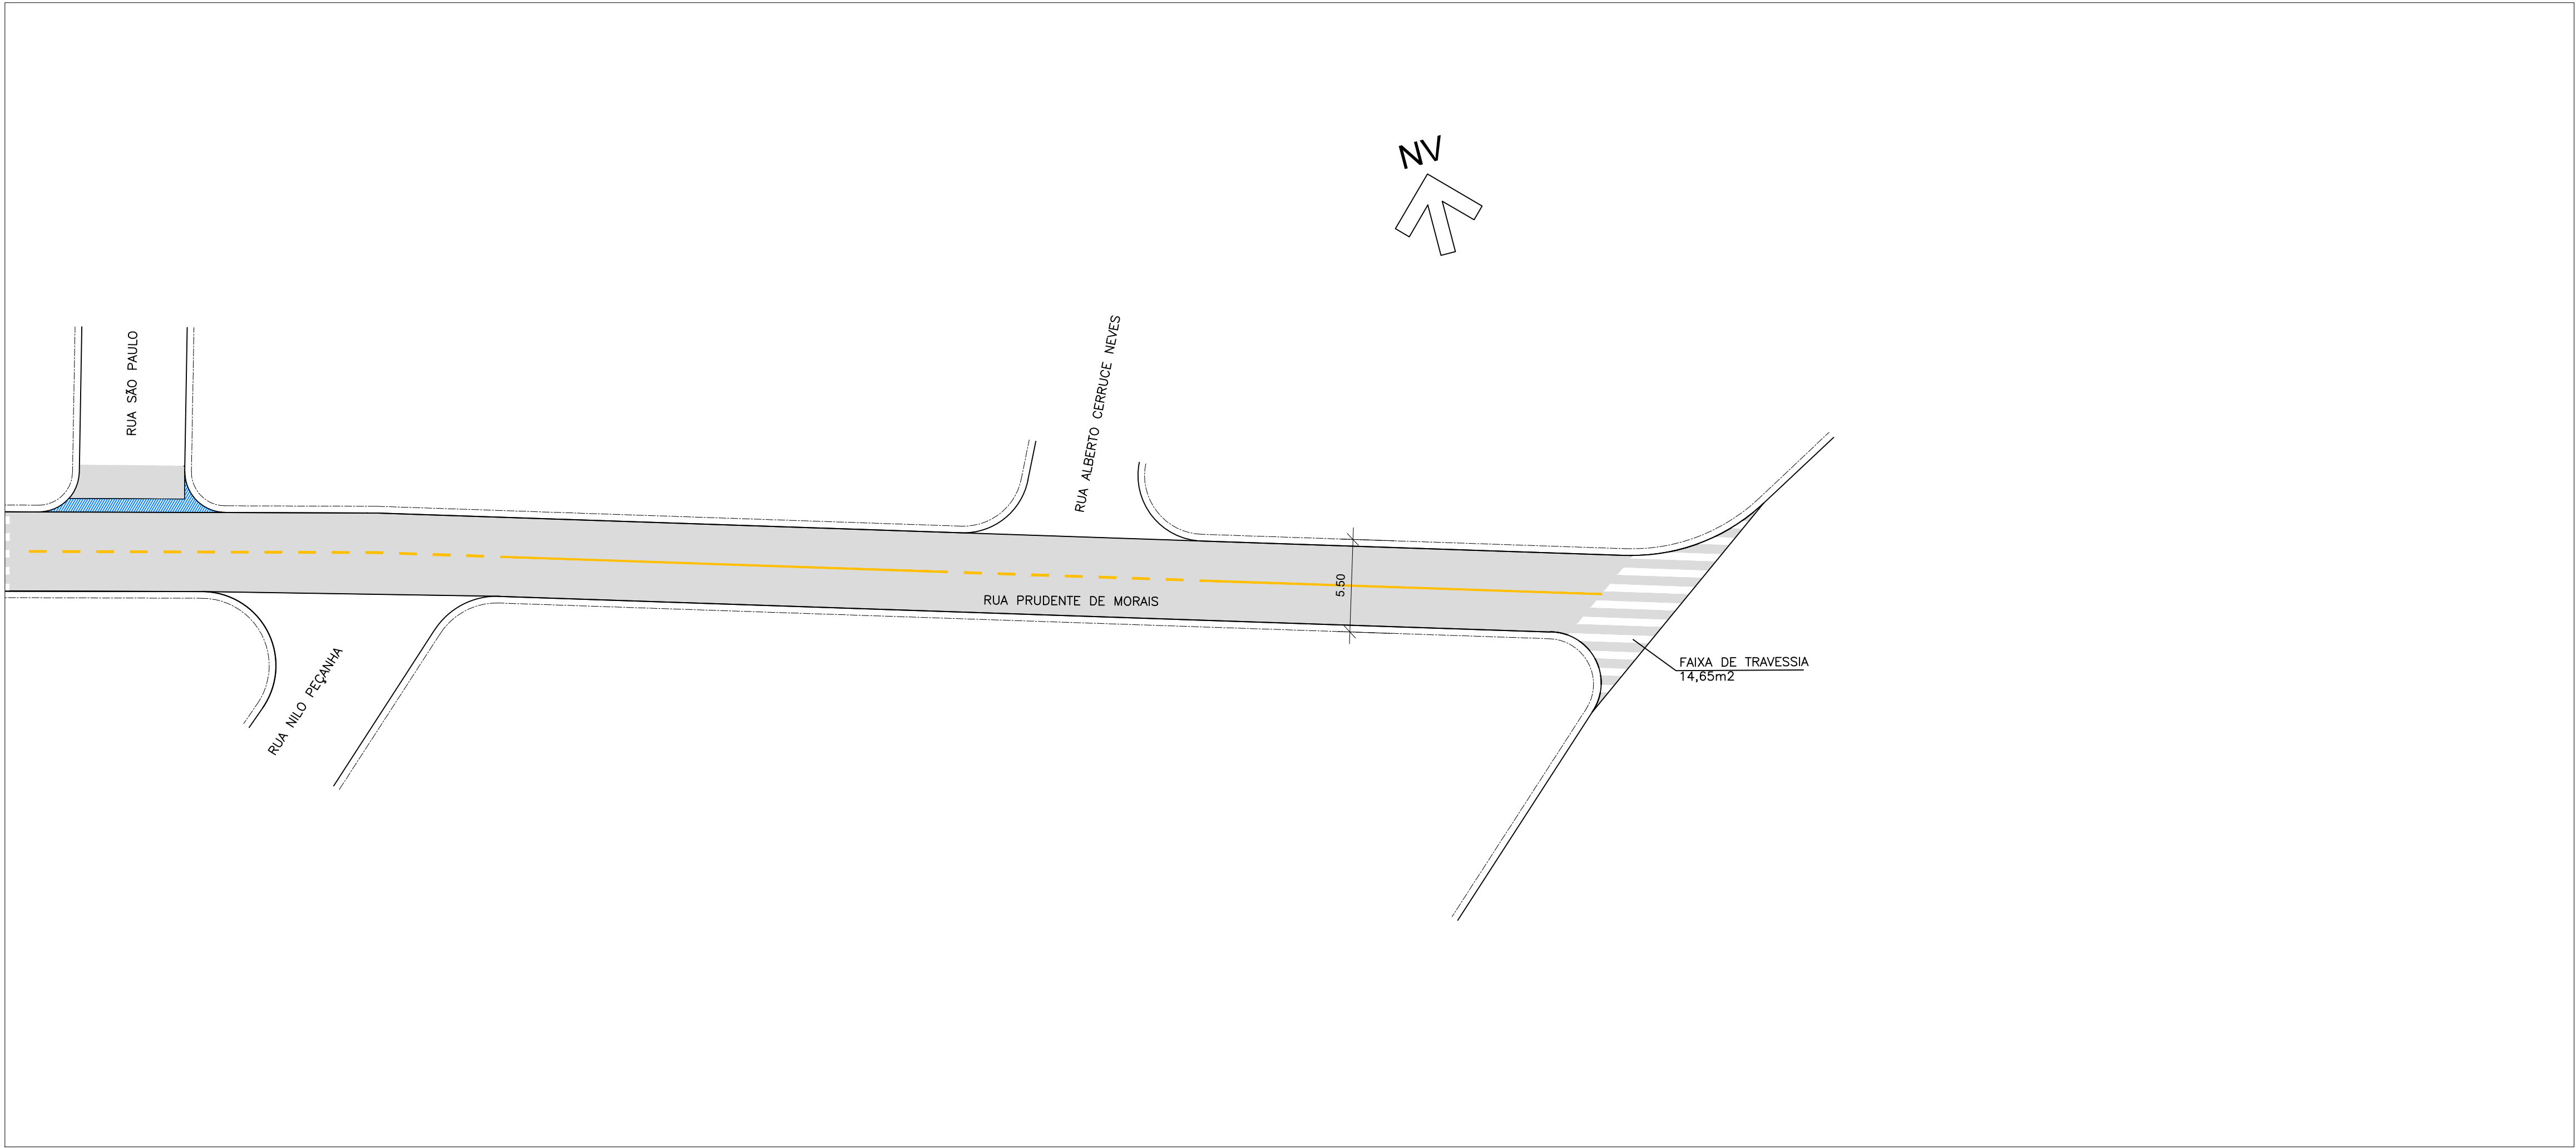 NV
RUA SÃO PAULO
RUA ALBERTO CERRUCE NEVES
5.50
RUA PRUDENTE DE MORAIS
RUA NILO PEÇANHA
FAIXA DE TRAVESSIA
14,65m2